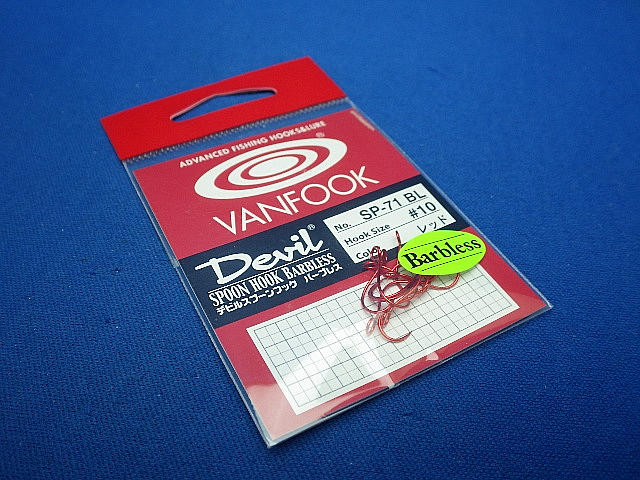 ADVANCED FISHING HOOKS&LURE
VANFOOK®
Devil®
SPOON HOOK BARBLESS
デビルスプーンフック バーブレス
No. SP-71 BL
Hook Size #10
Color レッド
Barbless